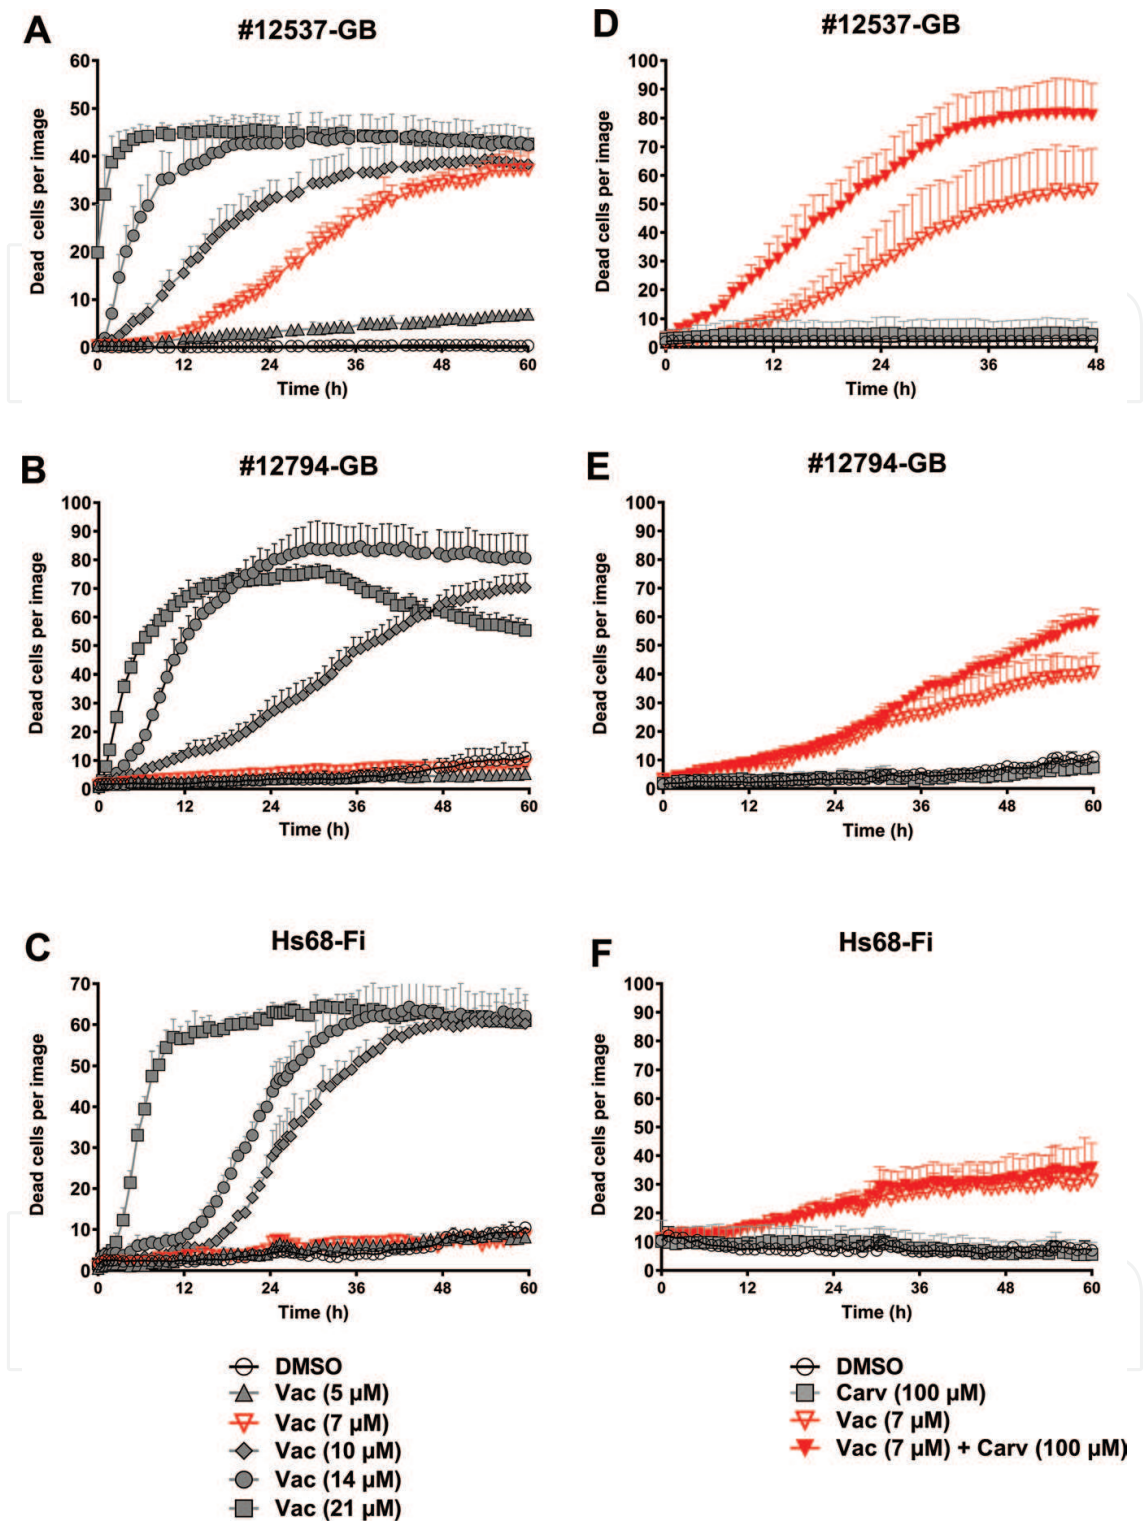 A
#12537-GB
Dead cells per image
60
50
40
30
20
10
0
0 12 24 36 48 60
Time (h)
D
#12537-GB
Dead cells per image
100
90
80
70
60
50
40
30
20
10
0
0 12 24 36 48
Time (h)
B
#12794-GB
Dead cells per image
100
90
80
70
60
50
40
30
20
10
0
0 12 24 36 48 60
Time (h)
E
#12794-GB
Dead cells per image
100
90
80
70
60
50
40
30
20
10
0
0 12 24 36 48 60
Time (h)
C
Hs68-Fi
Dead cells per image
70
60
50
40
30
20
10
0
0 12 24 36 48 60
Time (h)
F
Hs68-Fi
Dead cells per image
100
90
80
70
60
50
40
30
20
10
0
0 12 24 36 48 60
Time (h)
DMSO
Vac (5 µM)
Vac (7 µM)
Vac (10 µM)
Vac (14 µM)
Vac (21 µM)
DMSO
Carv (100 µM)
Vac (7 µM)
Vac (7 µM) + Carv (100 µM)